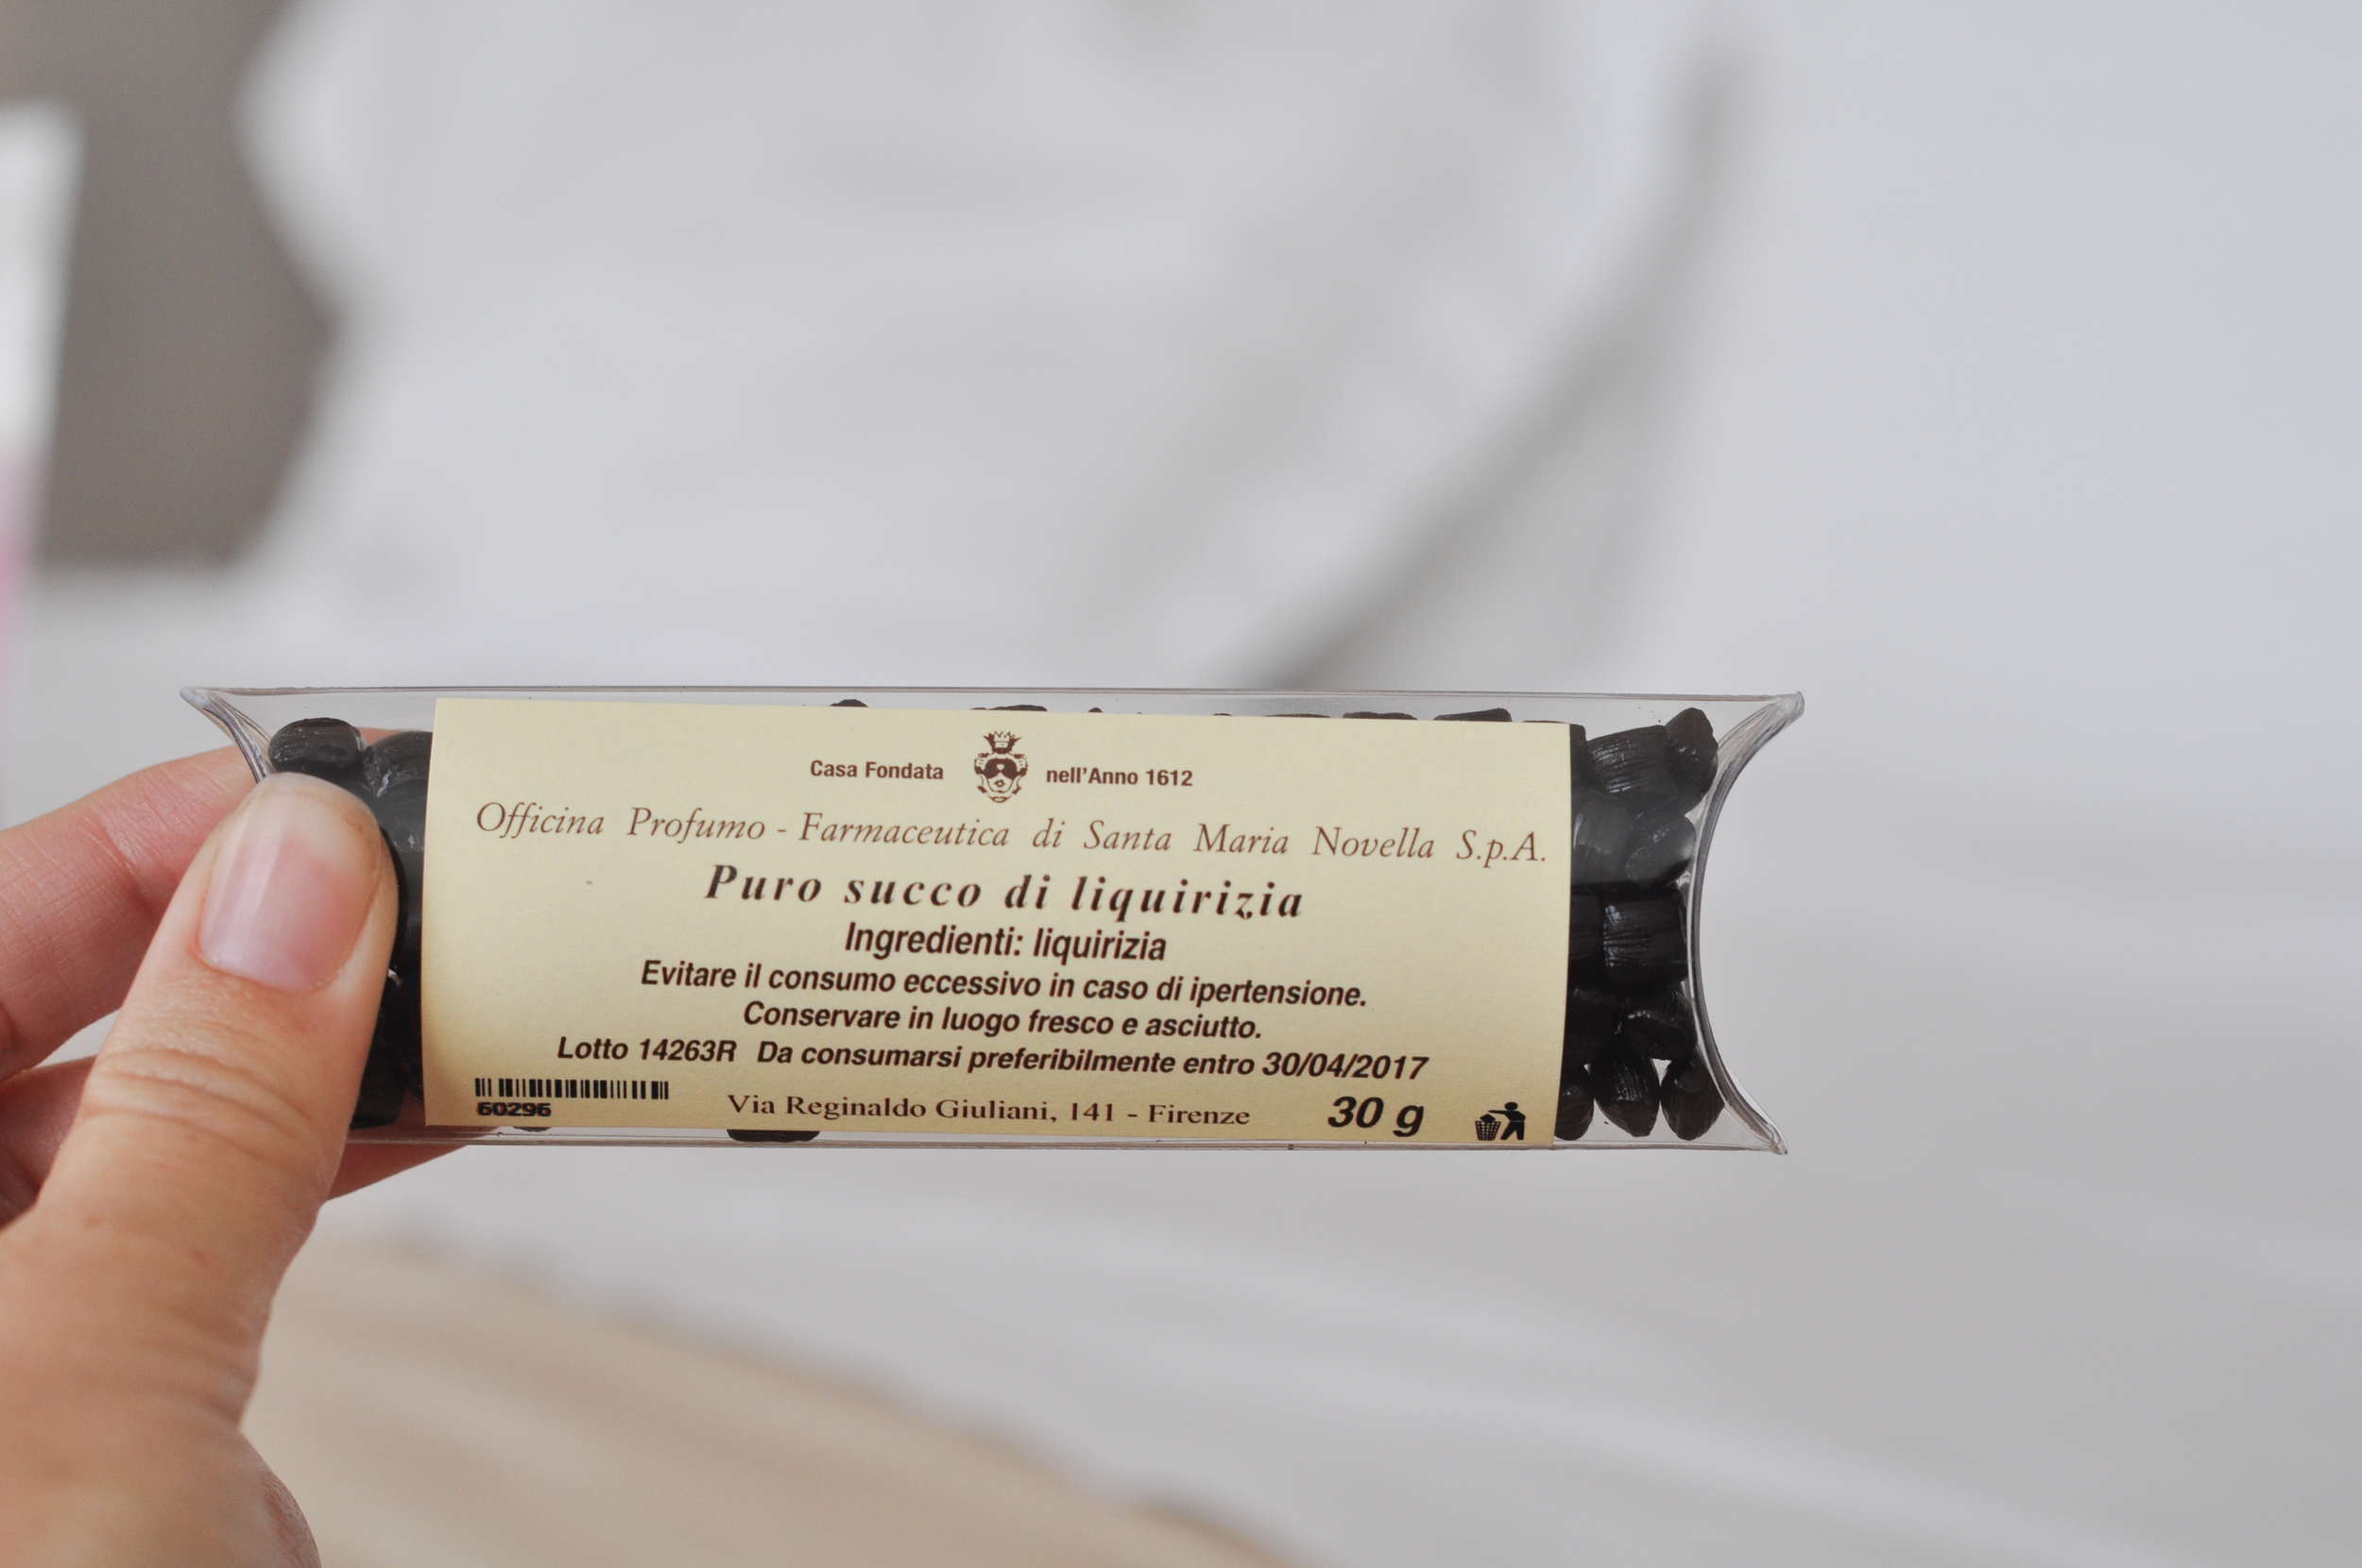 Casa Fondata nell'Anno 1612
Officina Profumo - Farmaceutica di Santa Maria Novella S.p.A.
Puro succo di liquirizia
Ingredienti: liquirizia
Evitare il consumo eccessivo in caso di ipertensione.
Conservare in luogo fresco e asciutto.
Lotto 14263R Da consumarsi preferibilmente entro 30/04/2017
60296
Via Reginaldo Giuliani, 141 - Firenze 30 g